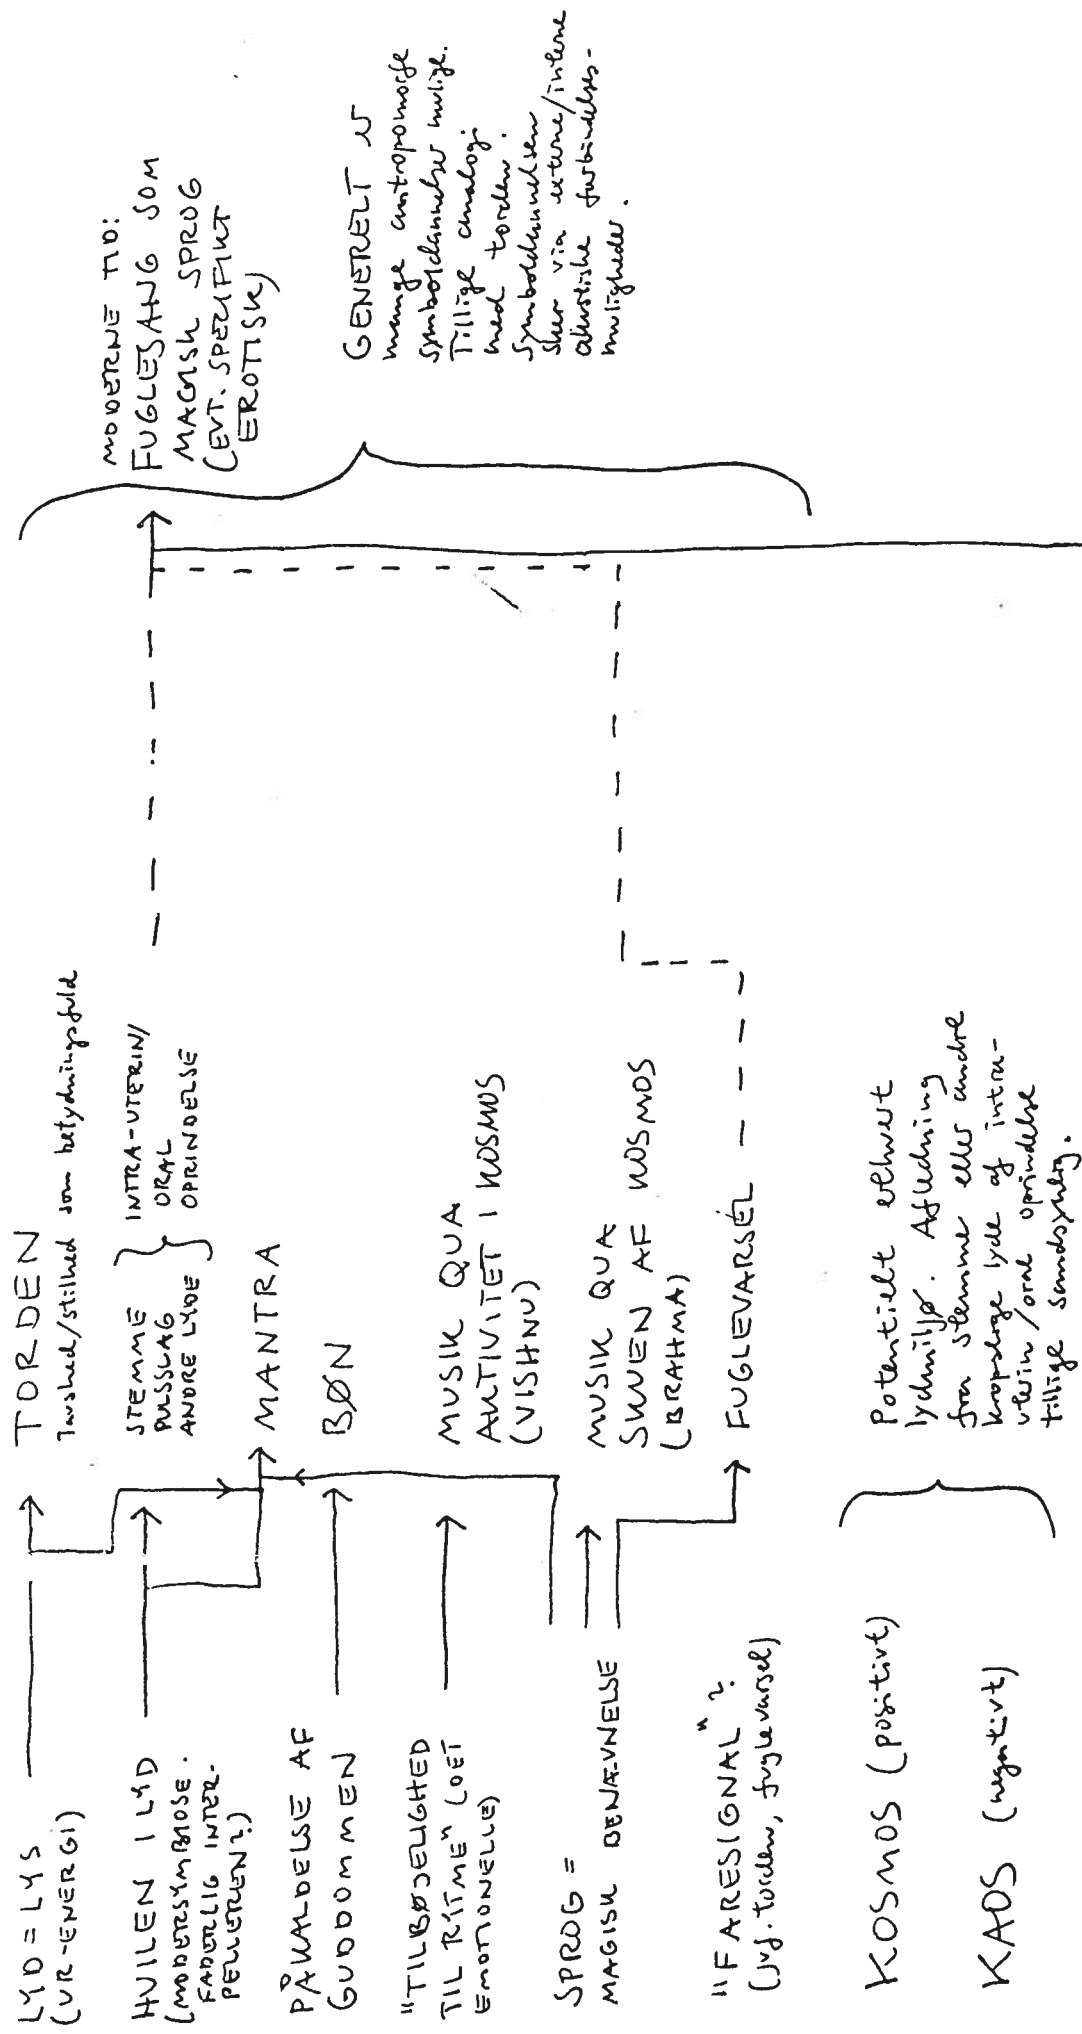 LYD = LYS
(UR-ENERGI)
HVILEN I LYD
(MODERSYMBIOSE.
FADERLIG INTER-
PELLEREN?)
PÅKALDELSE AF
GUDDOMMEN
"TILBØJELIGHED
TIL RYTME" (DET
EMOTIONELLE)
SPROG =
MAGISK BENÆVNELSE
"FARESIGNAL"?
(jvf. torden, fuglevarsel)
KOSMOS (positivt)
KAOS (negativt)
TORDEN
Tavshed/stilhed som betydningsfuld
STEMME
PULSSLAG
ANDRE LYDE
INTRA-UTERIN/
ORAL
OPRINDELSE
MANTRA
BØN
MUSIK QUA
AKTIVITET I KOSMOS
(VISHNU)
MUSIK QUA
SKUEN AF KOSMOS
(BRAHMA)
FUGLEVARSEL
Potentielt ethvert
lydmiljø. Afledning
fra stemme eller andre
kropslige lyde af intra-
uterin/oral oprindelse
tillige sandsynlig.
MODERNE TID:
FUGLESANG SOM
MAGISK SPROG
(EVT. SPECIFIKT
EROTISK)
GENERELT er
mange antropomorfe
symboldannelser mulige.
Tillige analogi
med torden.
Symboldannelsen
sker via externe/interne
akustiske forbindelses-
muligheder.